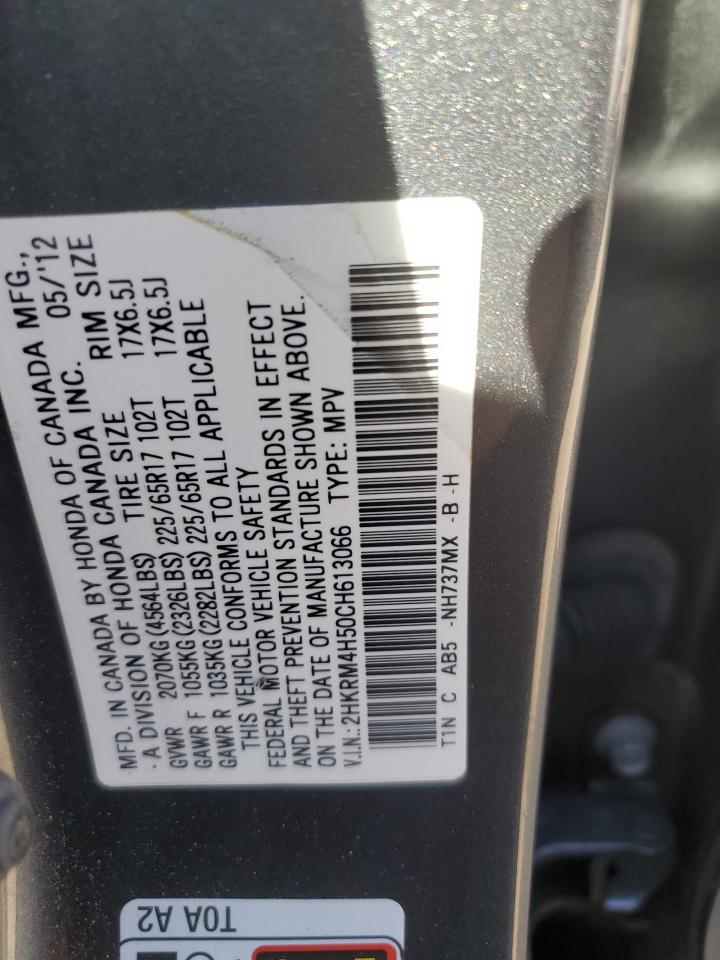 MFD. IN CANADA BY HONDA OF CANADA MFG.,
A DIVISION OF HONDA CANADA INC. 05/'12
TIRE SIZE RIM SIZE
GVWR 2070KG(4564LBS)
GAWR F 1055KG(2326LBS) 225/65R17 102T 17X6.5J
GAWR R 1035KG(2282LBS) 225/65R17 102T 17X6.5J
THIS VEHICLE CONFORMS TO ALL APPLICABLE
FEDERAL MOTOR VEHICLE SAFETY
AND THEFT PREVENTION STANDARDS IN EFFECT
ON THE DATE OF MANUFACTURE SHOWN ABOVE.
V.I.N.: 2HKRM4H50CH613066 TYPE: MPV
T1N C AB5 -NH737MX -B -H
T0A A2